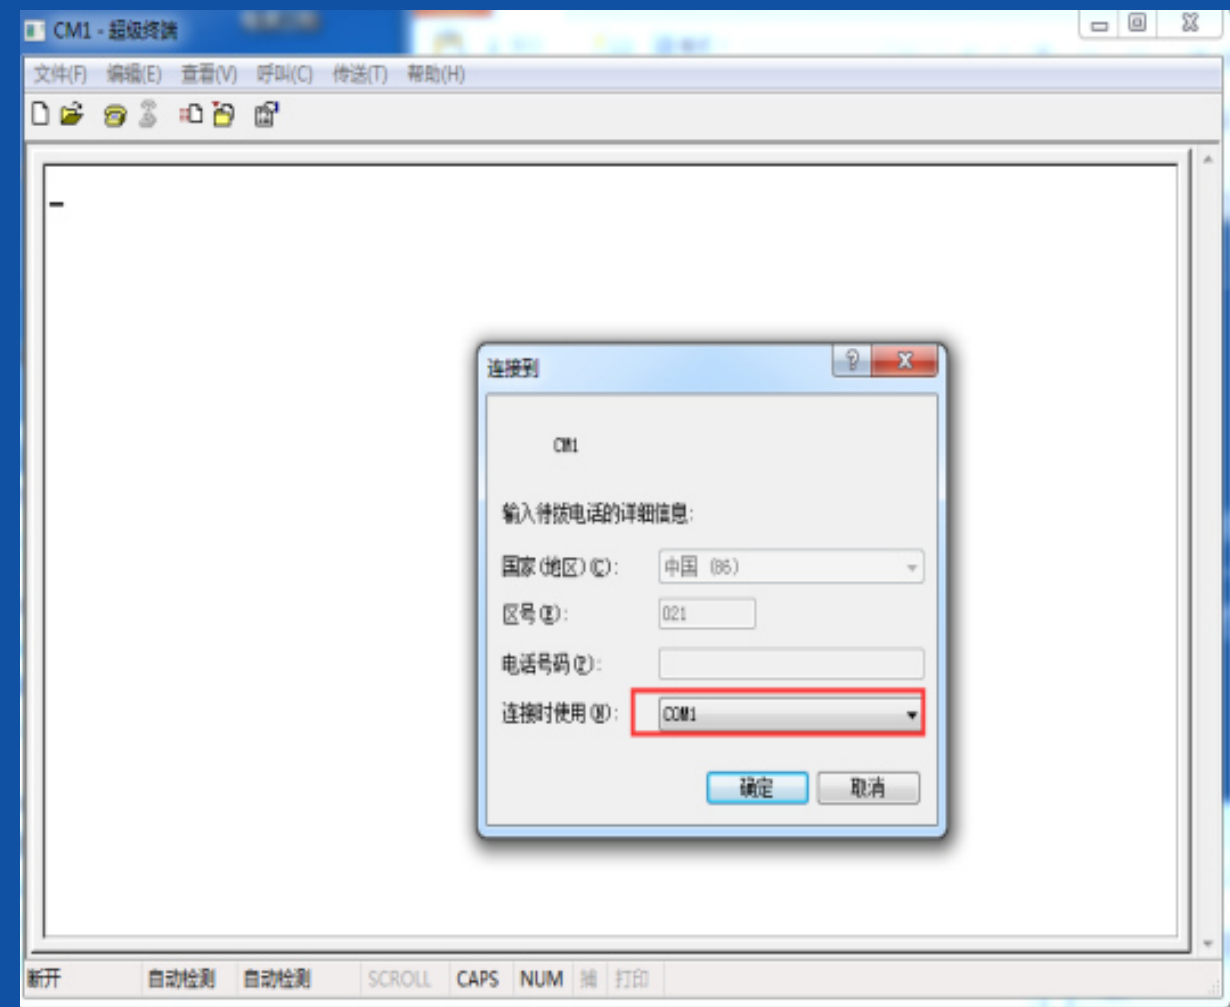 CM1 - 超级终端
文件(F) 编辑(E) 查看(V) 呼叫(C) 传送(T) 帮助(H)
连接到
CM1
输入待拨电话的详细信息:
国家(地区)(C): 中国 (86)
区号(E): 021
电话号码(P):
连接时使用(N): COM1
确定 取消
断开 自动检测 自动检测 SCROLL CAPS NUM 捕 打印